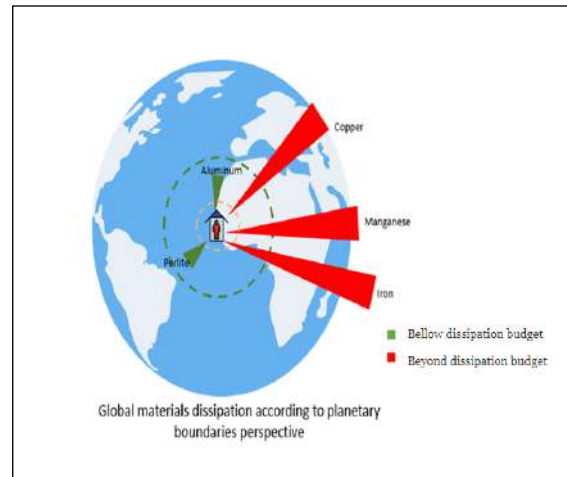 Copper
Aluminum
Manganese
Perlite
Iron
Bellow dissipation budget
Beyond dissipation budget
Global materials dissipation according to planetary
boundaries perspective